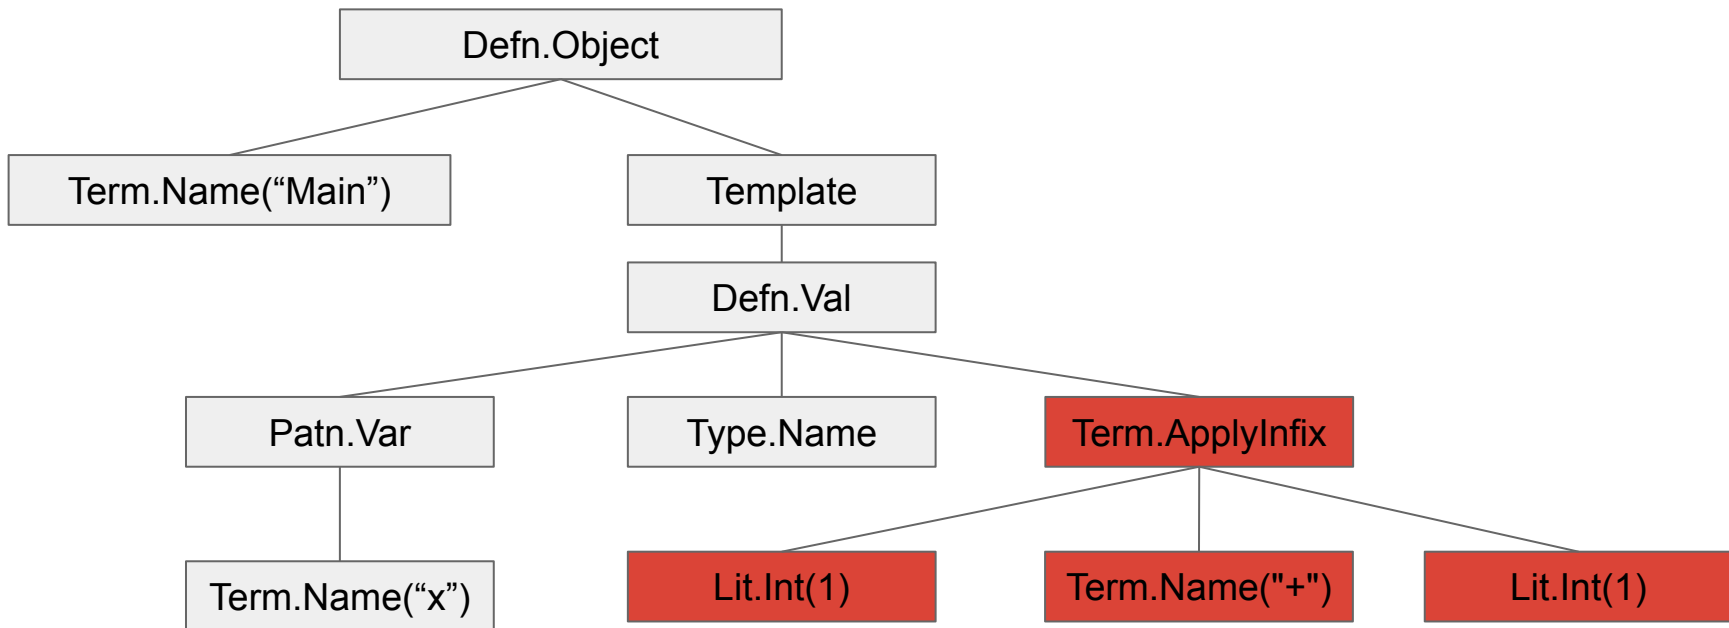 Defn.Object
Term.Name(“Main”)
Template
Defn.Val
Patn.Var
Type.Name
Term.ApplyInfix
Term.Name(“x”)
Lit.Int(1)
Term.Name("+")
Lit.Int(1)